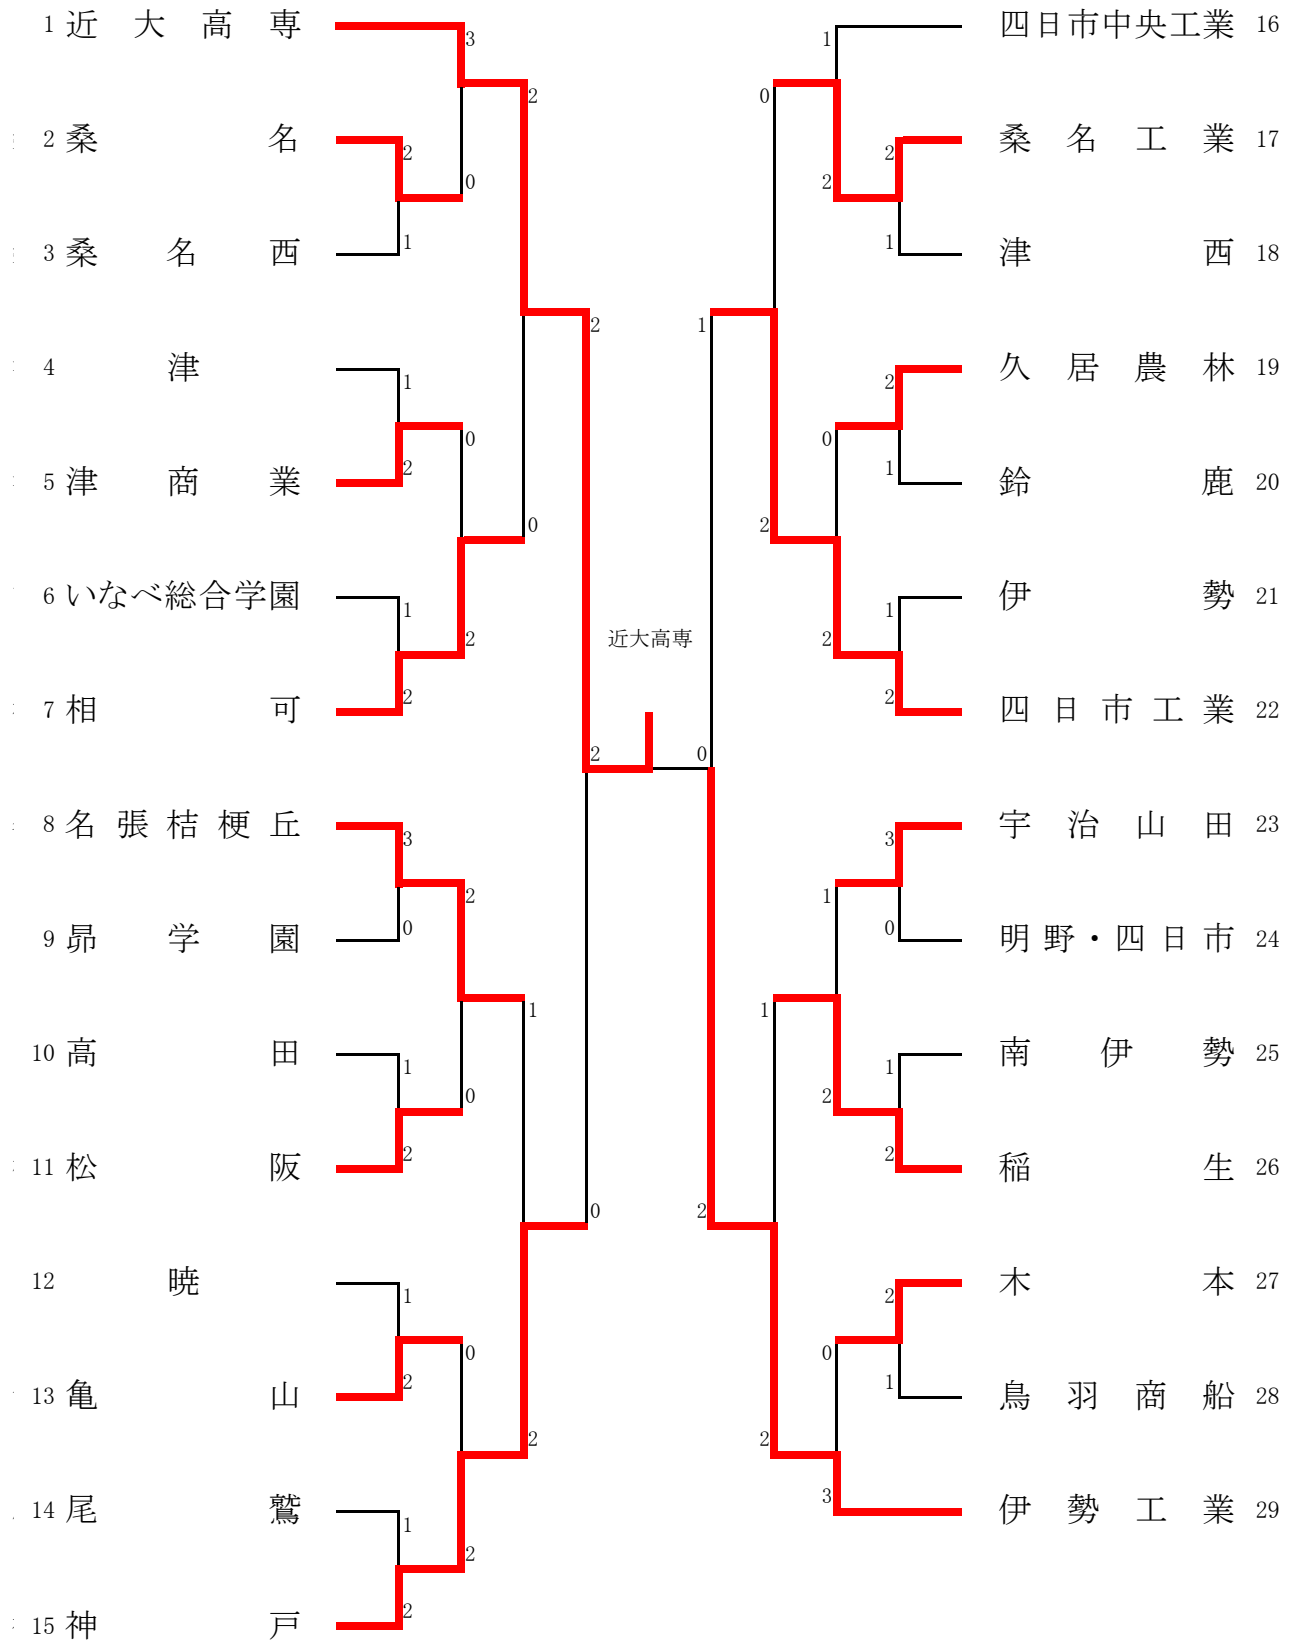 1 近大高専
2 桑名
3 桑名西
4 津
5 津商業
6 いなべ総合学園
7 相可
8 名張桔梗丘
9 昴学園
10 高田
11 松阪
12 暁
13 亀山
14 尾鷲
15 神戸
3
2
2
0
1
2
1
0
2
0
1
2
2
近大高専
2
0
3
2
0
1
1
0
2
0
1
0
2
2
1
2
2
1
0
2
1
2
1
0
2
0
1
2
1
2
2
3
1
0
1
1
2
2
2
2
0
1
2
3
四日市中央工業 16
桑名工業 17
津西 18
久居農林 19
鈴鹿 20
伊勢 21
四日市工業 22
宇治山田 23
明野・四日市 24
南伊勢 25
稲生 26
木本 27
鳥羽商船 28
伊勢工業 29